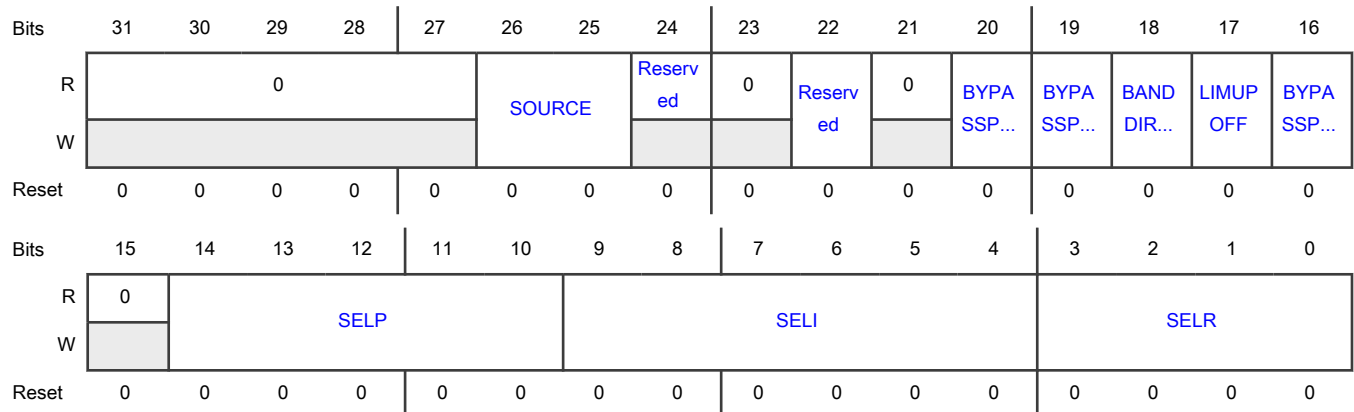 Bits 31 30 29 28 27 26 25 24 23 22 21 20 19 18 17 16
R 0 SOURCE Reserv 0 Reserv 0 BYPA BYPA BAND LIMUP BYPA
ed ed SSP... SSP... DIR... OFF SSP...
W
Reset 0 0 0 0 0 0 0 0 0 0 0 0 0 0 0 0
Bits 15 14 13 12 11 10 9 8 7 6 5 4 3 2 1 0
R 0 SELP SELI SELR
W
Reset 0 0 0 0 0 0 0 0 0 0 0 0 0 0 0 0